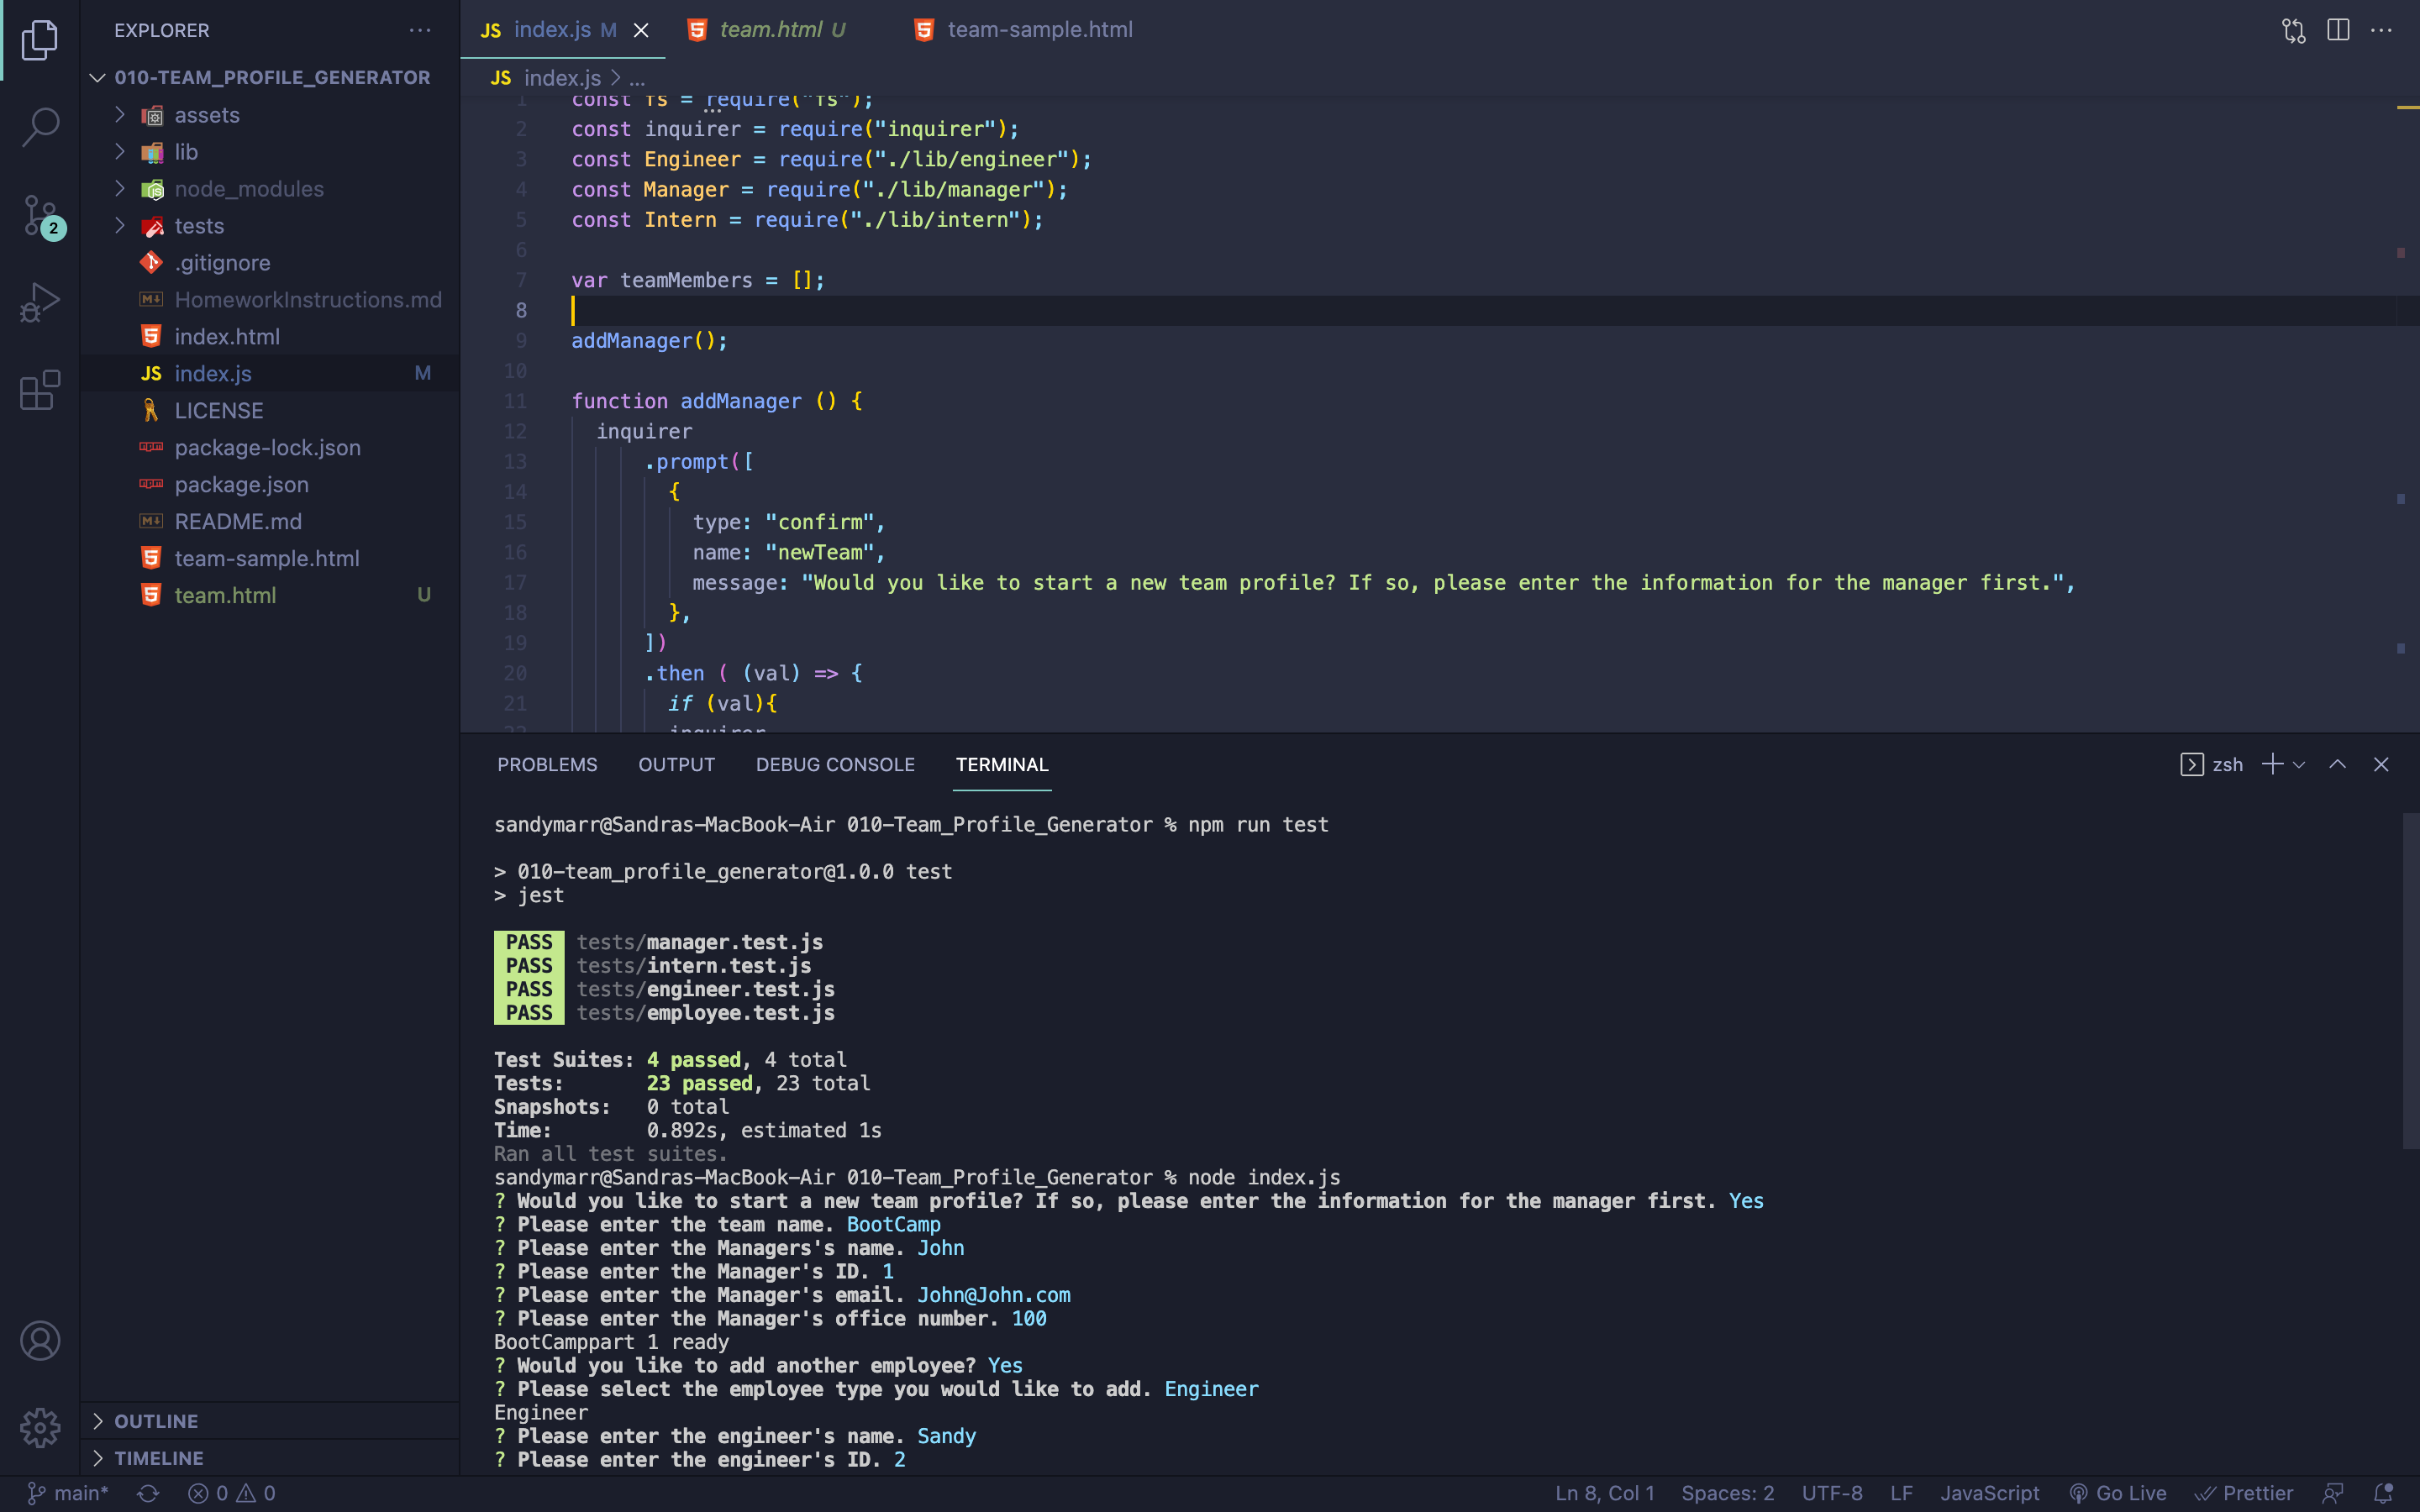 EXPLORER
010-TEAM_PROFILE_GENERATOR
assets
lib
node_modules
tests
.gitignore
HomeworkInstructions.md
index.html
JS index.js M
LICENSE
package-lock.json
package.json
README.md
team-sample.html
team.html U
OUTLINE
TIMELINE
2
JS index.js M
team.html U
team-sample.html
JS index.js > ...
1 const fs = require("fs");
2 const inquirer = require("inquirer");
3 const Engineer = require("./lib/engineer");
4 const Manager = require("./lib/manager");
5 const Intern = require("./lib/intern");
6
7 var teamMembers = [];
8
9 addManager();
10
11 function addManager () {
12 inquirer
13 .prompt([
14 {
15 type: "confirm",
16 name: "newTeam",
17 message: "Would you like to start a new team profile? If so, please enter the information for the manager first.",
18 },
19 ])
20 .then ( (val) => {
21 if (val){
22 inquirer
PROBLEMS OUTPUT DEBUG CONSOLE TERMINAL
zsh
sandymarr@Sandras-MacBook-Air 010-Team_Profile_Generator % npm run test
> 010-team_profile_generator@1.0.0 test
> jest
PASS tests/manager.test.js
PASS tests/intern.test.js
PASS tests/engineer.test.js
PASS tests/employee.test.js
Test Suites: 4 passed, 4 total
Tests: 23 passed, 23 total
Snapshots: 0 total
Time: 0.892s, estimated 1s
Ran all test suites.
sandymarr@Sandras-MacBook-Air 010-Team_Profile_Generator % node index.js
? Would you like to start a new team profile? If so, please enter the information for the manager first. Yes
? Please enter the team name. BootCamp
? Please enter the Managers's name. John
? Please enter the Manager's ID. 1
? Please enter the Manager's email. John@John.com
? Please enter the Manager's office number. 100
BootCamppart 1 ready
? Would you like to add another employee? Yes
? Please select the employee type you would like to add. Engineer
Engineer
? Please enter the engineer's name. Sandy
? Please enter the engineer's ID. 2
main* 0 0
Ln 8, Col 1 Spaces: 2 UTF-8 LF JavaScript Go Live Prettier